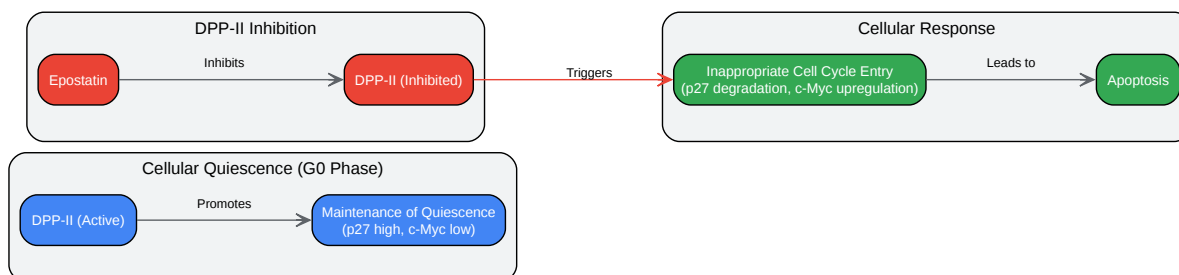 DPP-II Inhibition
Epostatin
Inhibits
DPP-II (Inhibited)
Triggers
Cellular Response
Inappropriate Cell Cycle Entry
(p27 degradation, c-Myc upregulation)
Leads to
Apoptosis
Cellular Quiescence (G0 Phase)
DPP-II (Active)
Promotes
Maintenance of Quiescence
(p27 high, c-Myc low)